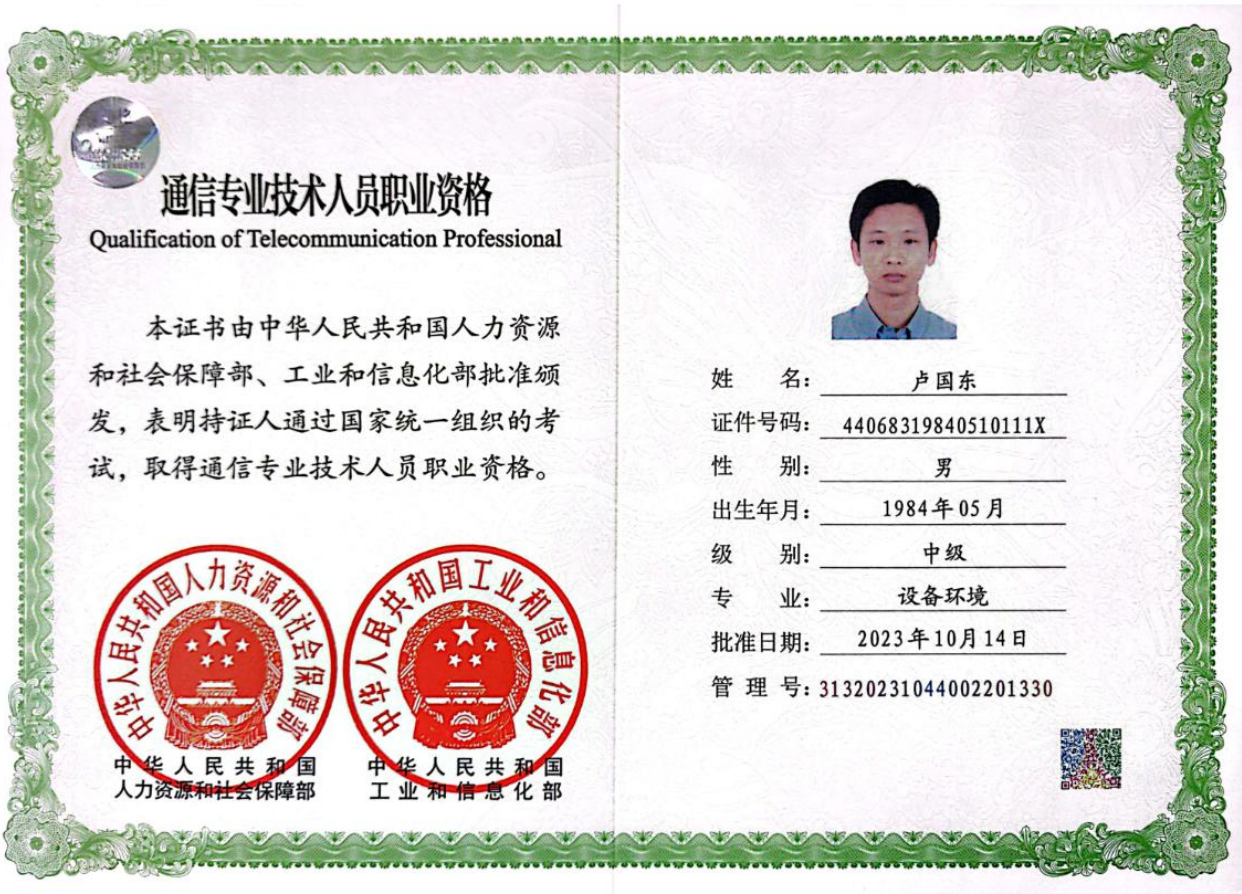 通信专业技术人员职业资格
Qualification of Telecommunication Professional
本证书由中华人民共和国人力资源
和社会保障部、工业和信息化部批准颁
发，表明持证人通过国家统一组织的考
试，取得通信专业技术人员职业资格。
中华人民共和国人力资源和社会保障部
中华人民共和国工业和信息化部
中华人民共和国
人力资源和社会保障部
中华人民共和国
工业和信息化部
姓 名：卢国东
证件号码：44068319840510111X
性 别：男
出生年月：1984年05月
级 别：中级
专 业：设备环境
批准日期：2023年10月14日
管 理 号：31320231044002201330